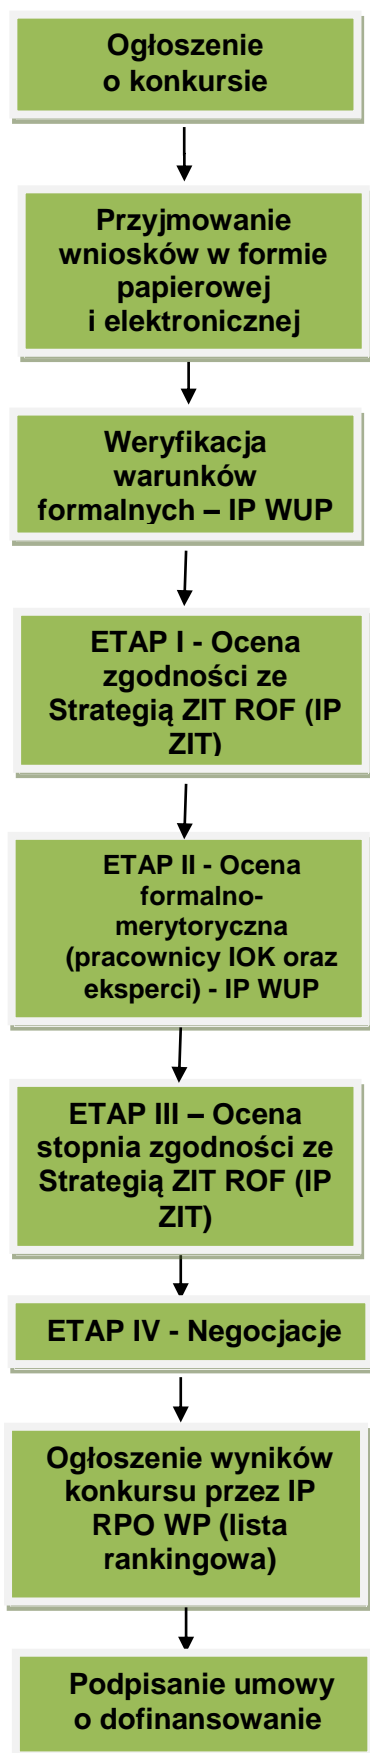 Ogłoszenie
o konkursie
Przyjmowanie
wniosków w formie
papierowej
i elektronicznej
Weryfikacja
warunków
formalnych – IP WUP
ETAP I - Ocena
zgodności ze
Strategią ZIT ROF (IP
ZIT)
ETAP II - Ocena
formalno-
merytoryczna
(pracownicy IOK oraz
eksperci) - IP WUP
ETAP III – Ocena
stopnia zgodności ze
Strategią ZIT ROF (IP
ZIT)
ETAP IV - Negocjacje
Ogłoszenie wyników
konkursu przez IP
RPO WP (lista
rankingowa)
Podpisanie umowy
o dofinansowanie